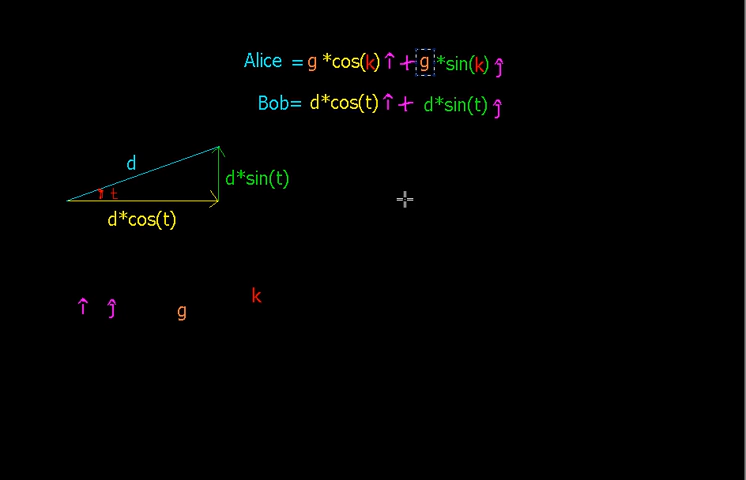 Alice = g *cos(k) î + g *sin(k) ĵ
Bob= d*cos(t) î + d*sin(t) ĵ
d
d*sin(t)
t
d*cos(t)
î ĵ g k